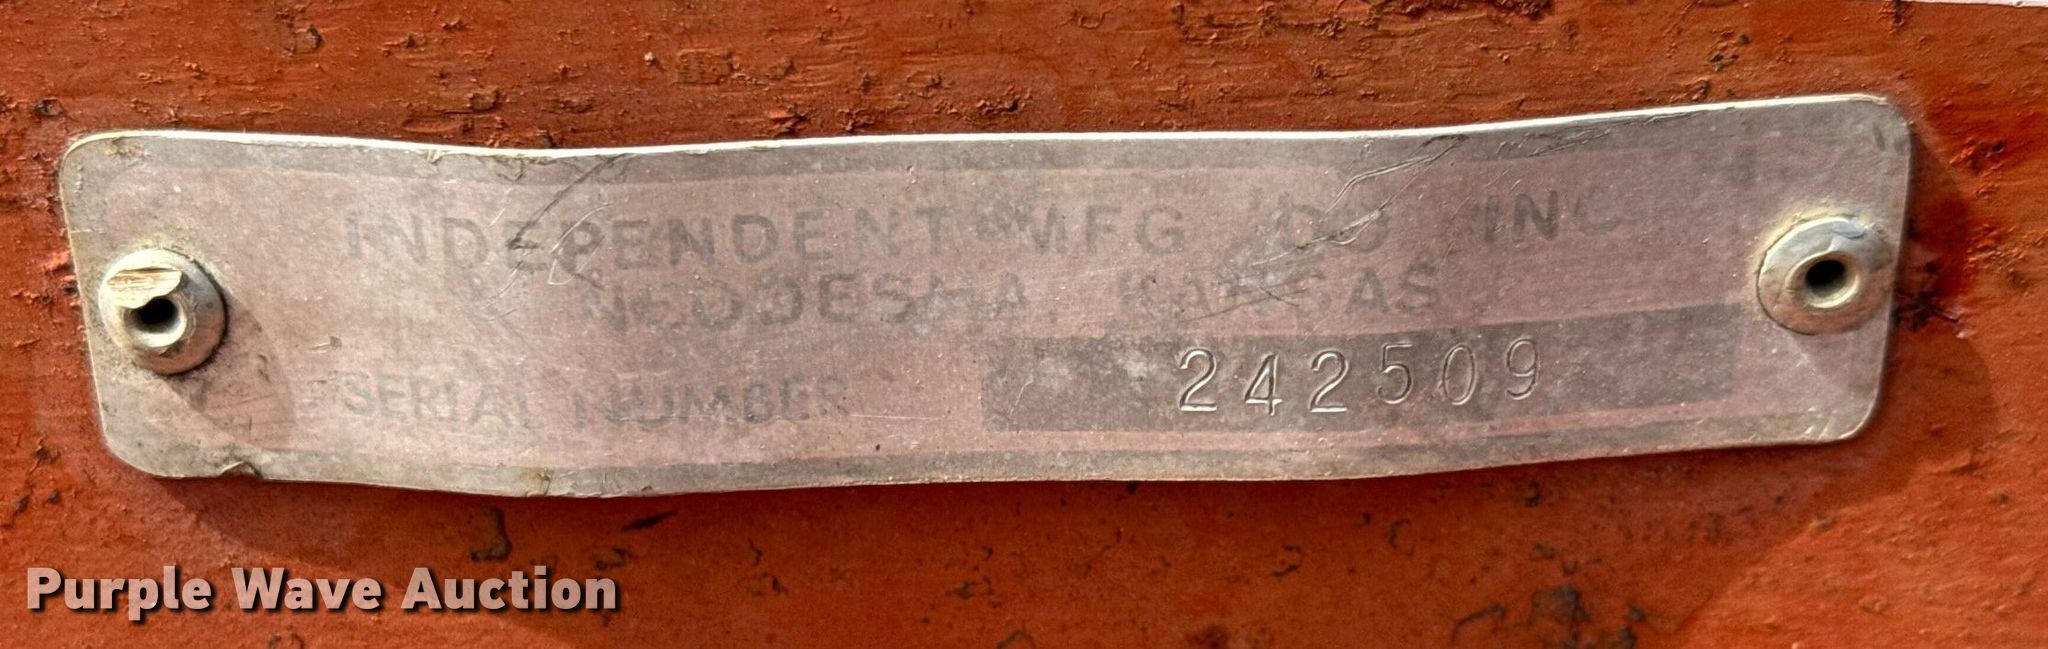 INDEPENDENT MFG CO INC
NEODESHA, KANSAS
SERIAL NUMBER 242509
Purple Wave Auction